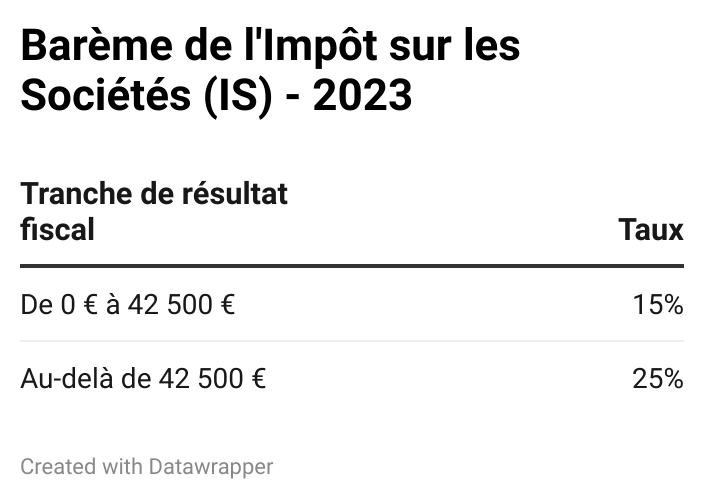 Barème de l'Impôt sur les
Sociétés (IS) - 2023
Tranche de résultat
fiscal Taux
De 0 € à 42 500 € 15%
Au-delà de 42 500 € 25%
Created with Datawrapper